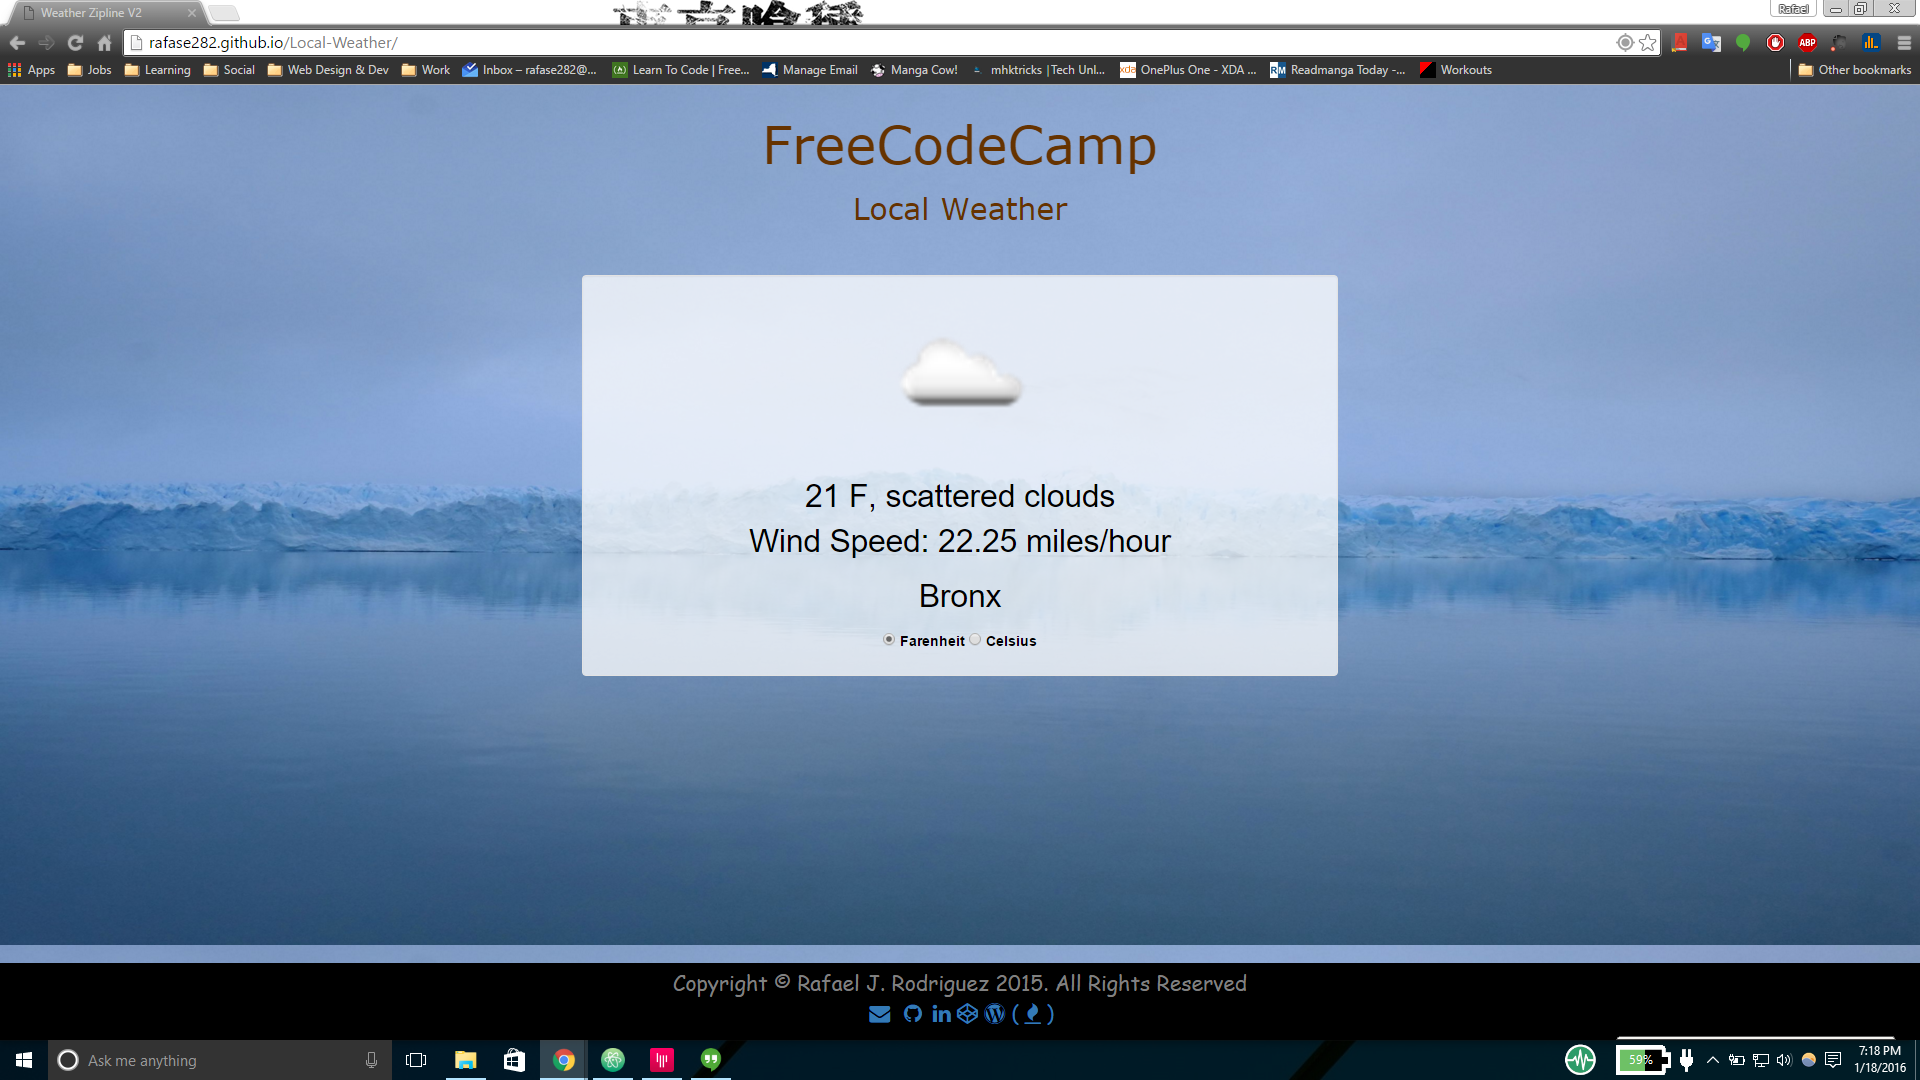 Weather Zipline V2
Rafael
rafase282.github.io/Local-Weather/
Apps Jobs Learning Social Web Design & Dev Work Inbox – rafase282@... Learn To Code | Free... Manage Email Manga Cow! mhktricks | Tech Unl... OnePlus One - XDA ... Readmanga Today -... Workouts Other bookmarks
FreeCodeCamp
Local Weather
21 F, scattered clouds
Wind Speed: 22.25 miles/hour
Bronx
Farenheit Celsius
Copyright © Rafael J. Rodriguez 2015. All Rights Reserved
Ask me anything
59%
7:18 PM
1/18/2016